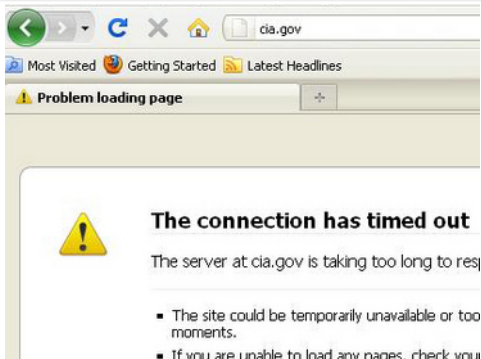 cia.gov
Most Visited Getting Started Latest Headlines
Problem loading page
The connection has timed out
The server at cia.gov is taking too long to
The site could be temporarily unavailable or too
moments.
If you are unable to load any pages, check your